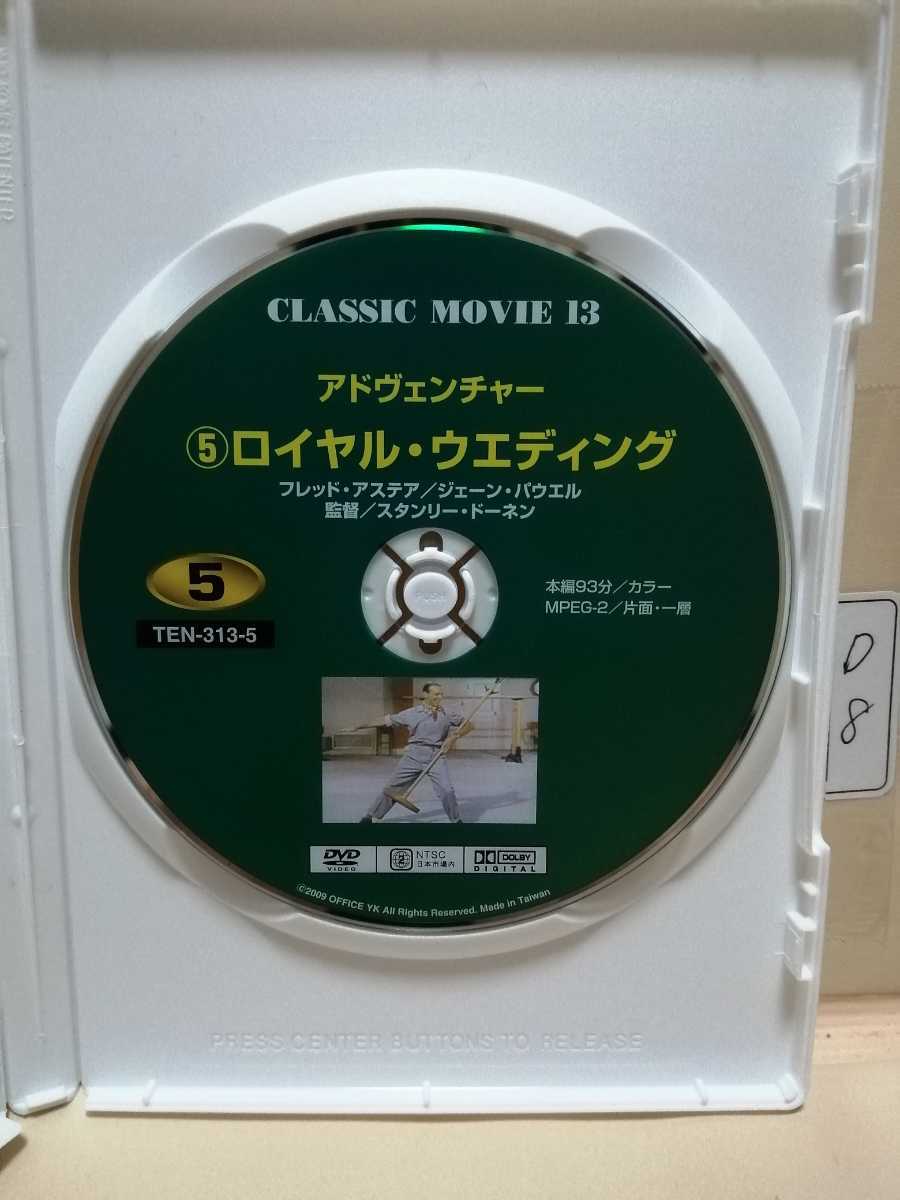 CLASSIC MOVIE 13
アドヴェンチャー
⑤ロイヤル・ウエディング
フレッド・アステア/ジェーン・パウエル
監督/スタンリー・ドーネン
5
TEN-313-5
本編93分/カラー
MPEG-2/片面・一層
PUSH
DVD
VIDEO
2
NTSC
日本市場内
DOLBY
DIGITAL
©2009 OFFICE YK All Rights Reserved. Made in Taiwan
PRESS CENTER BUTTONS TO RELEASE
D
8